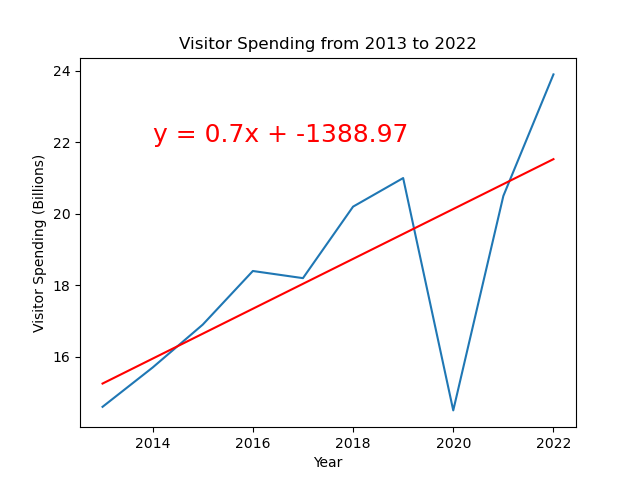 Visitor Spending from 2013 to 2022
24
y = 0.7x + -1388.97
22
20
18
16
Visitor Spending (Billions)
2014 2016 2018 2020 2022
Year